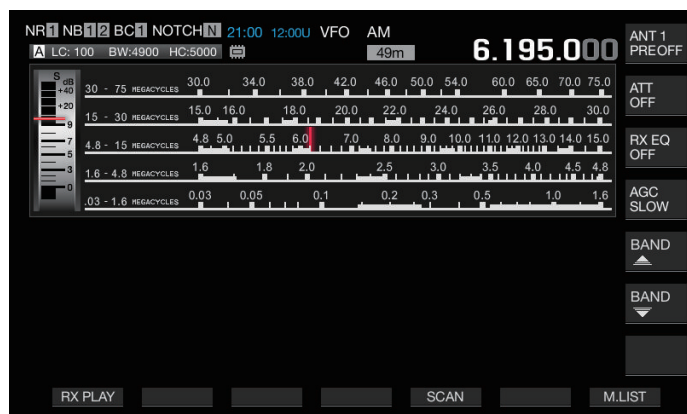 NR 1 NB 1 2 BC 1 NOTCH N 21:00 12:00U VFO AM
A LC: 100 BW:4900 HC:5000 49m 6.195.000
ANT 1
PRE OFF
S dB
+40
+20
9
7
5
3
0
30 - 75 MEGACYCLES 30.0 34.0 38.0 42.0 46.0 50.0 54.0 60.0 65.0 70.0 75.0
15 - 30 MEGACYCLES 15.0 16.0 18.0 20.0 22.0 24.0 26.0 28.0 30.0
4.8 - 15 MEGACYCLES 4.8 5.0 5.5 6.0 7.0 8.0 9.0 10.0 11.0 12.0 13.0 14.0 15.0
1.6 - 4.8 MEGACYCLES 1.6 1.8 2.0 2.5 3.0 3.5 4.0 4.5 4.8
.03 - 1.6 MEGACYCLES 0.03 0.05 0.1 0.2 0.3 0.5 1.0 1.6
ATT
OFF
RX EQ
OFF
AGC
SLOW
BAND
BAND
RX PLAY SCAN M.LIST